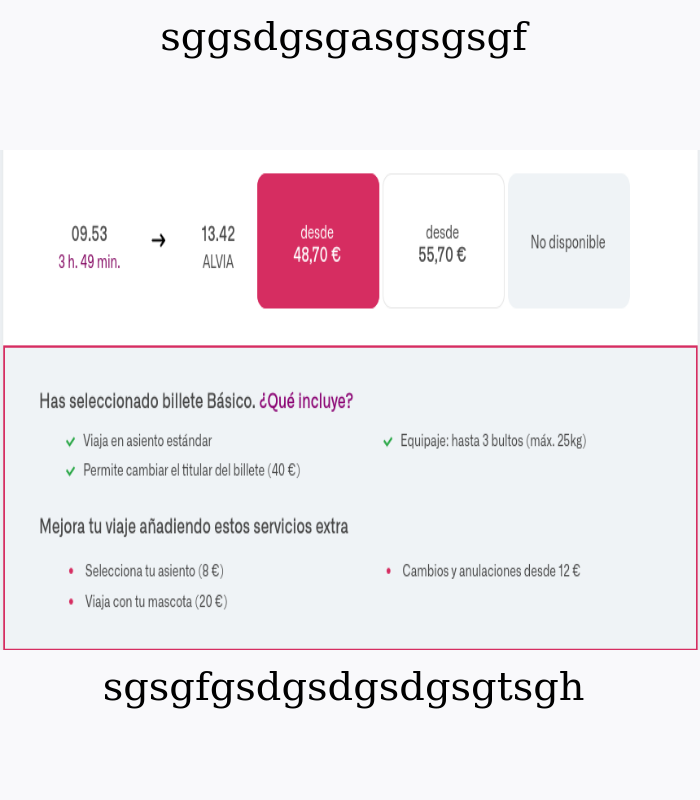 sggsdgsgasgsgsgf
09.53 → 13.42 desde 48,70 € desde 55,70 € No disponible
3 h. 49 min. ALVIA
Has seleccionado billete Básico. ¿Qué incluye?
Viaja en asiento estándar Equipaje: hasta 3 bultos (máx. 25kg)
Permite cambiar el titular del billete (40 €)
Mejora tu viaje añadiendo estos servicios extra
• Selecciona tu asiento (8 €) • Cambios y anulaciones desde 12 €
• Viaja con tu mascota (20 €)
sgsgfgsdgsdgsdgsgtsgh